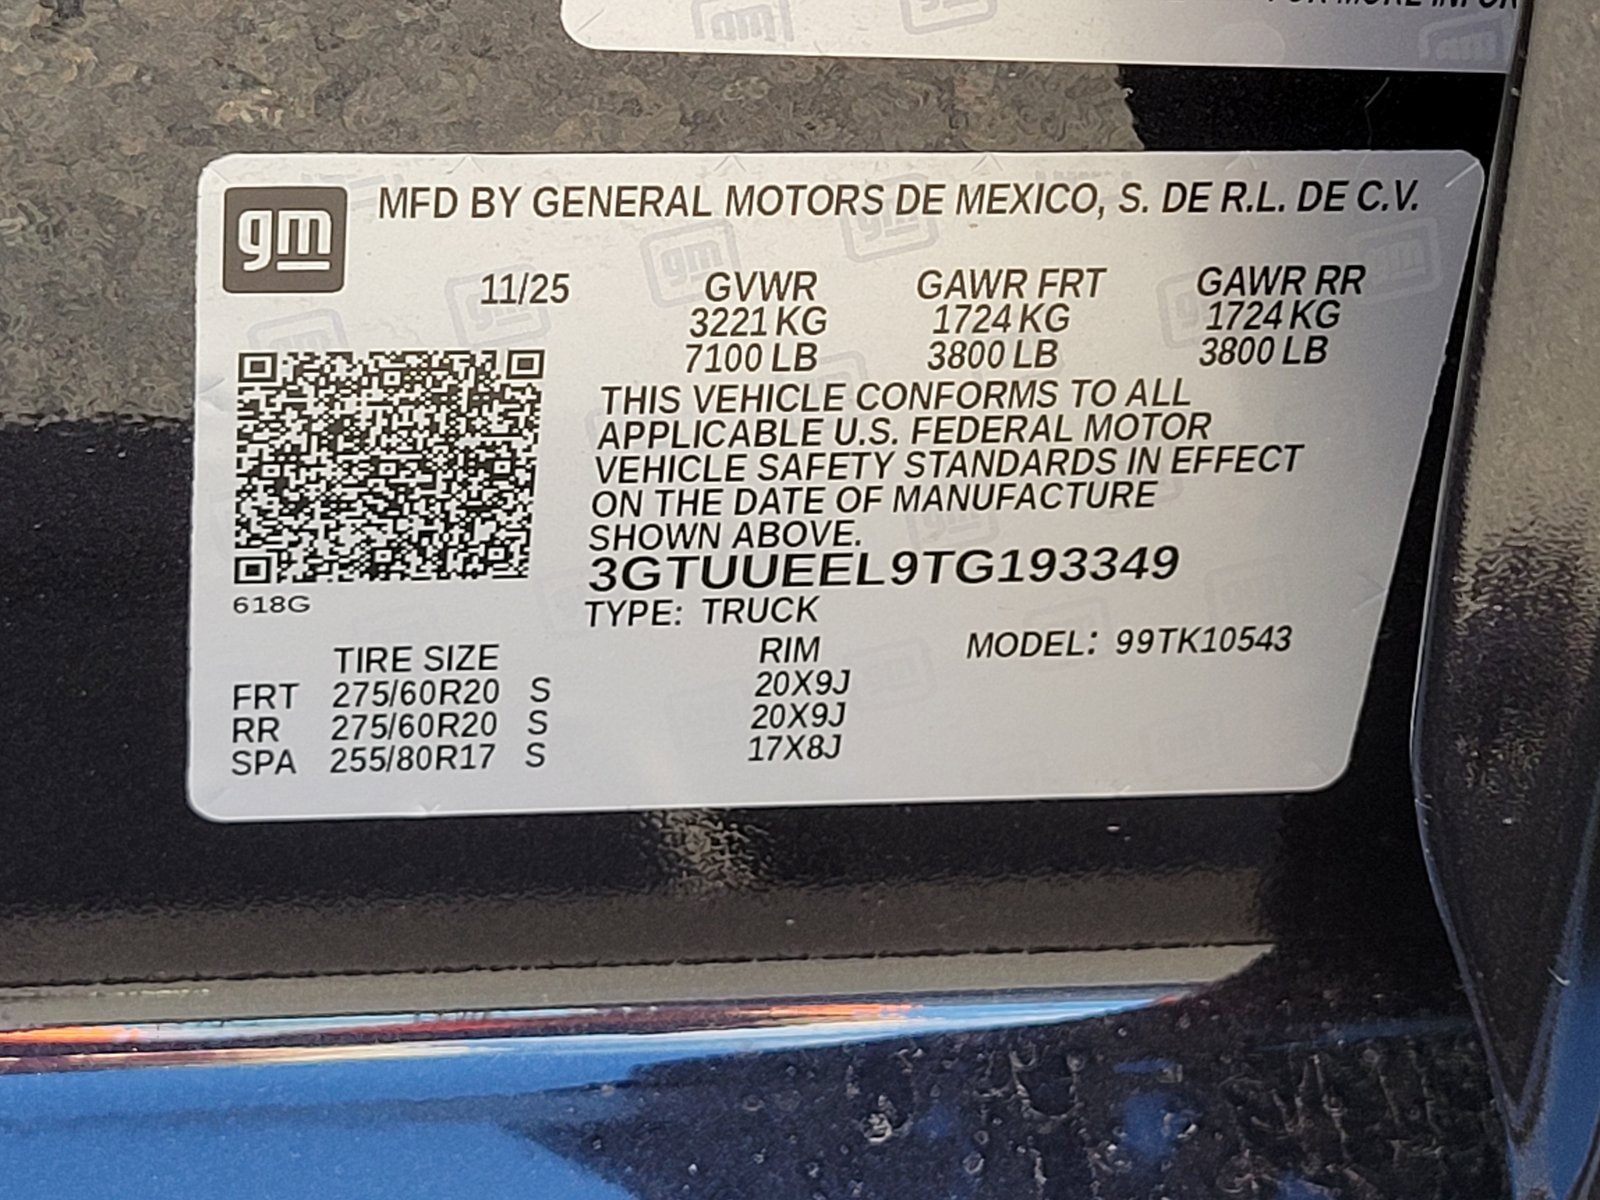 FOR MORE INFOR
gm
MFD BY GENERAL MOTORS DE MEXICO, S. DE R.L. DE C.V.
11/25 GVWR GAWR FRT GAWR RR
3221 KG 1724 KG 1724 KG
7100 LB 3800 LB 3800 LB
THIS VEHICLE CONFORMS TO ALL
APPLICABLE U.S. FEDERAL MOTOR
VEHICLE SAFETY STANDARDS IN EFFECT
ON THE DATE OF MANUFACTURE
SHOWN ABOVE.
3GTUUEEL9TG193349
618G
TYPE: TRUCK
TIRE SIZE RIM MODEL: 99TK10543
FRT 275/60R20 S 20X9J
RR 275/60R20 S 20X9J
SPA 255/80R17 S 17X8J